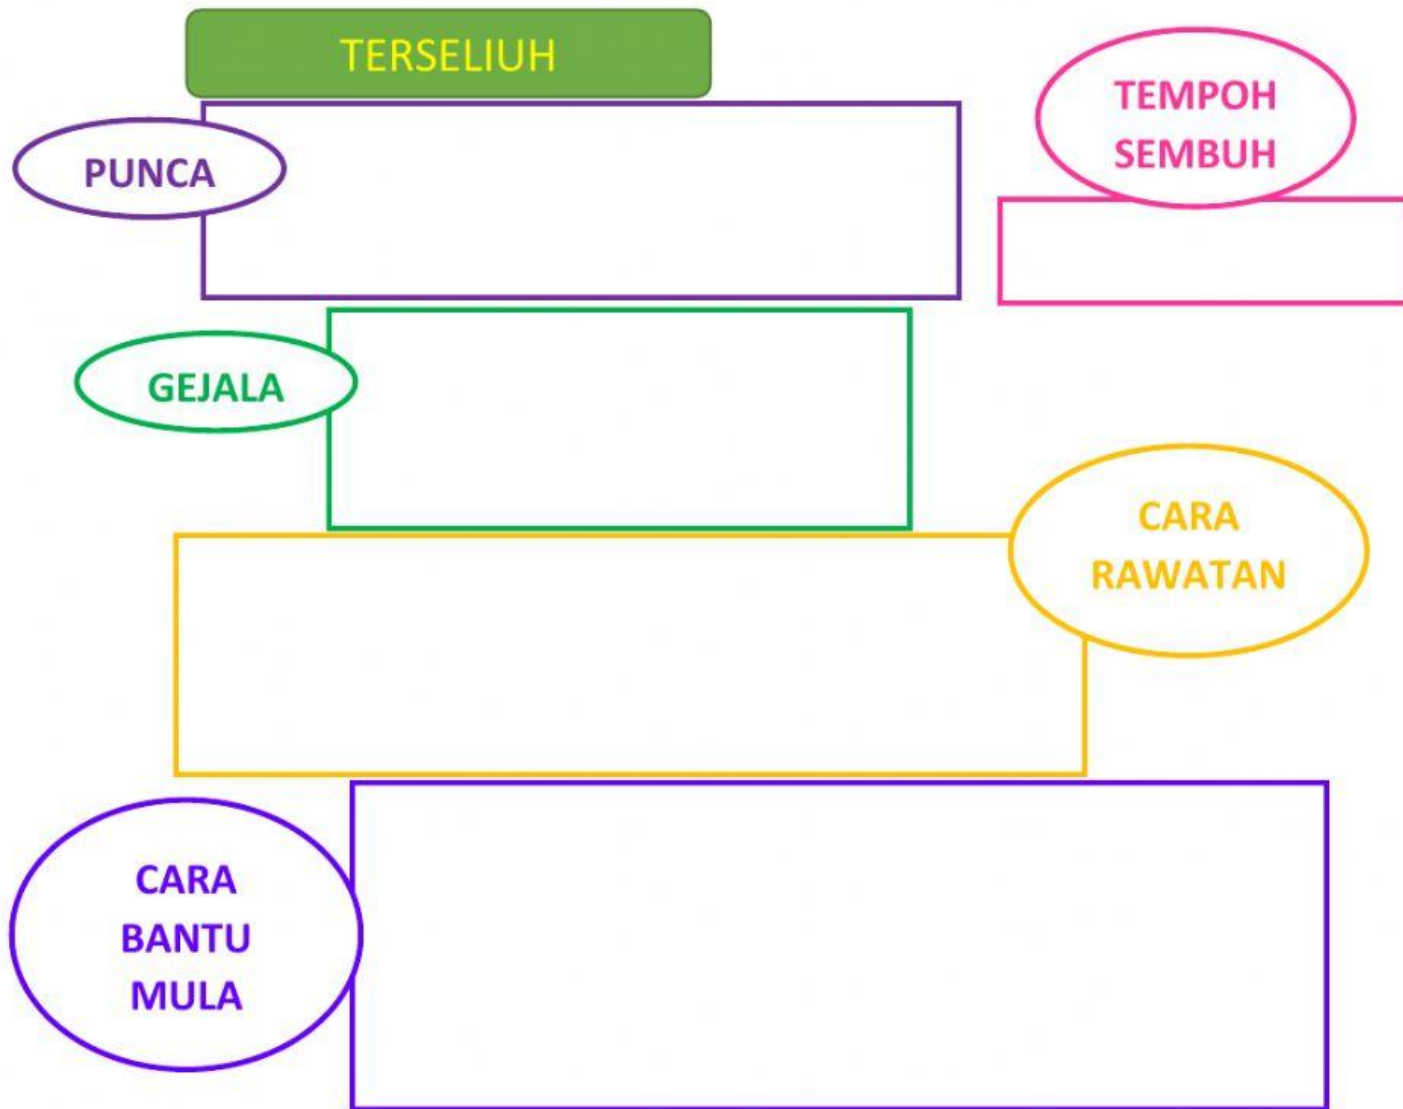 TERSELIUH
PUNCA
TEMPOH
SEMBUH
GEJALA
CARA
RAWATAN
CARA
BANTU
MULA